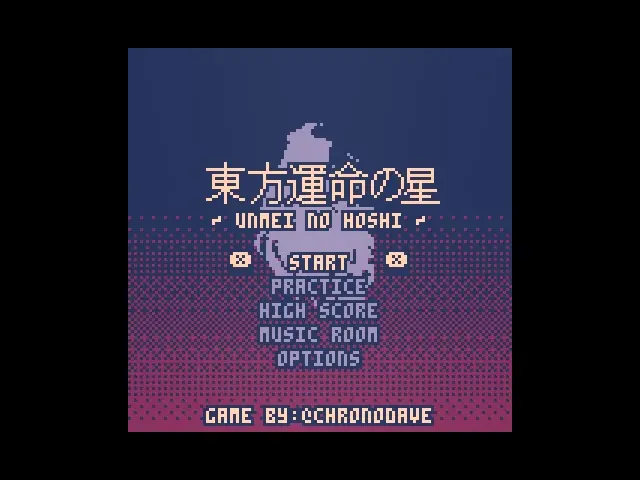 東方運命の星
UNMEI NO HOSHI
START
PRACTICE
HIGH SCORE
MUSIC ROOM
OPTIONS
GAME BY:@CHRONODAVE